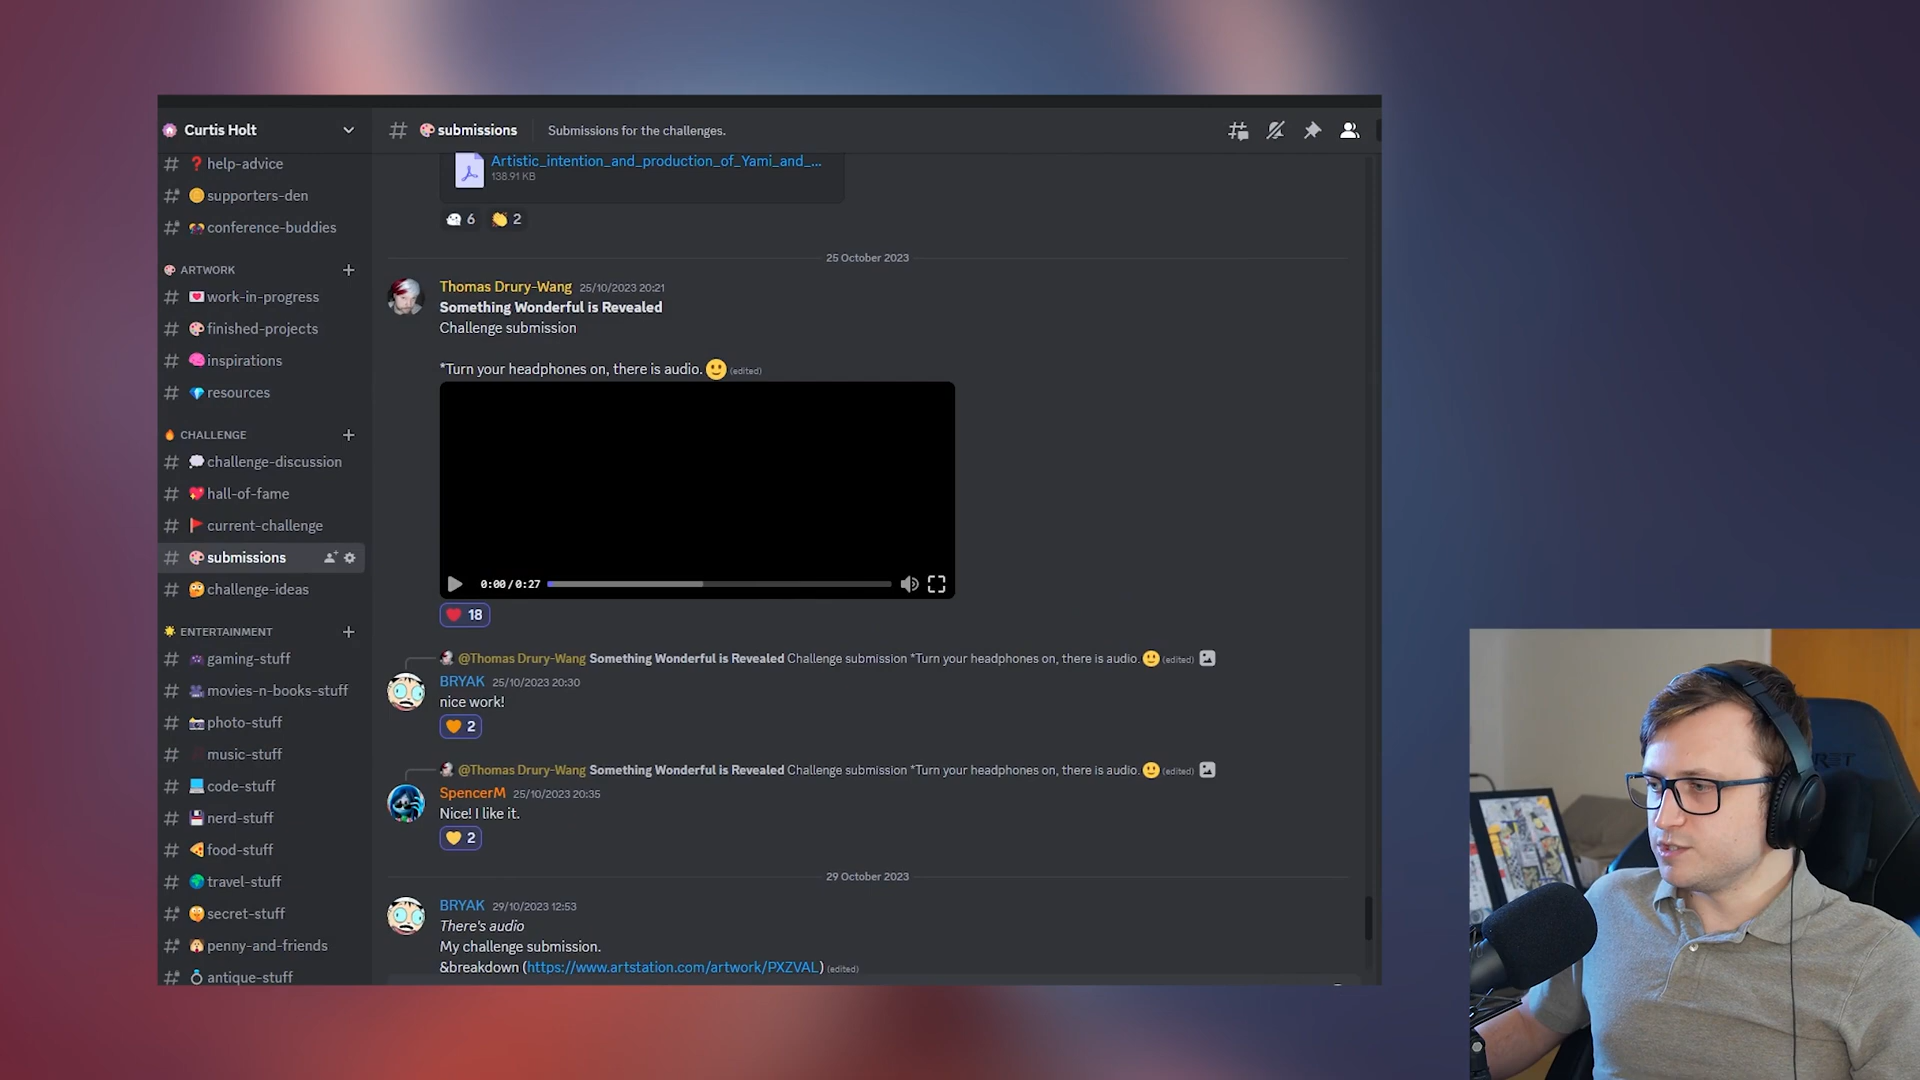 Curtis Holt
help-advice
supporters-den
conference-buddies
ARTWORK
work-in-progress
finished-projects
inspirations
resources
CHALLENGE
challenge-discussion
hall-of-fame
current-challenge
submissions
challenge-ideas
ENTERTAINMENT
gaming-stuff
movies-n-books-stuff
photo-stuff
music-stuff
code-stuff
nerd-stuff
food-stuff
travel-stuff
secret-stuff
penny-and-friends
antique-stuff
submissions Submissions for the challenges.
Artistic_intention_and_production_of_Yami_and_...
138.91 KB
6 2
25 October 2023
Thomas Drury-Wang 25/10/2023 20:21
Something Wonderful is Revealed
Challenge submission
*Turn your headphones on, there is audio. (edited)
0:00/0:27
18
@Thomas Drury-Wang Something Wonderful is Revealed Challenge submission *Turn your headphones on, there is audio. (edited)
BRYAK 25/10/2023 20:30
nice work!
2
@Thomas Drury-Wang Something Wonderful is Revealed Challenge submission *Turn your headphones on, there is audio. (edited)
SpencerM 25/10/2023 20:35
Nice! I like it.
2
29 October 2023
BRYAK 29/10/2023 12:53
There's audio
My challenge submission.
&breakdown (https://www.artstation.com/artwork/PXZVAL) (edited)